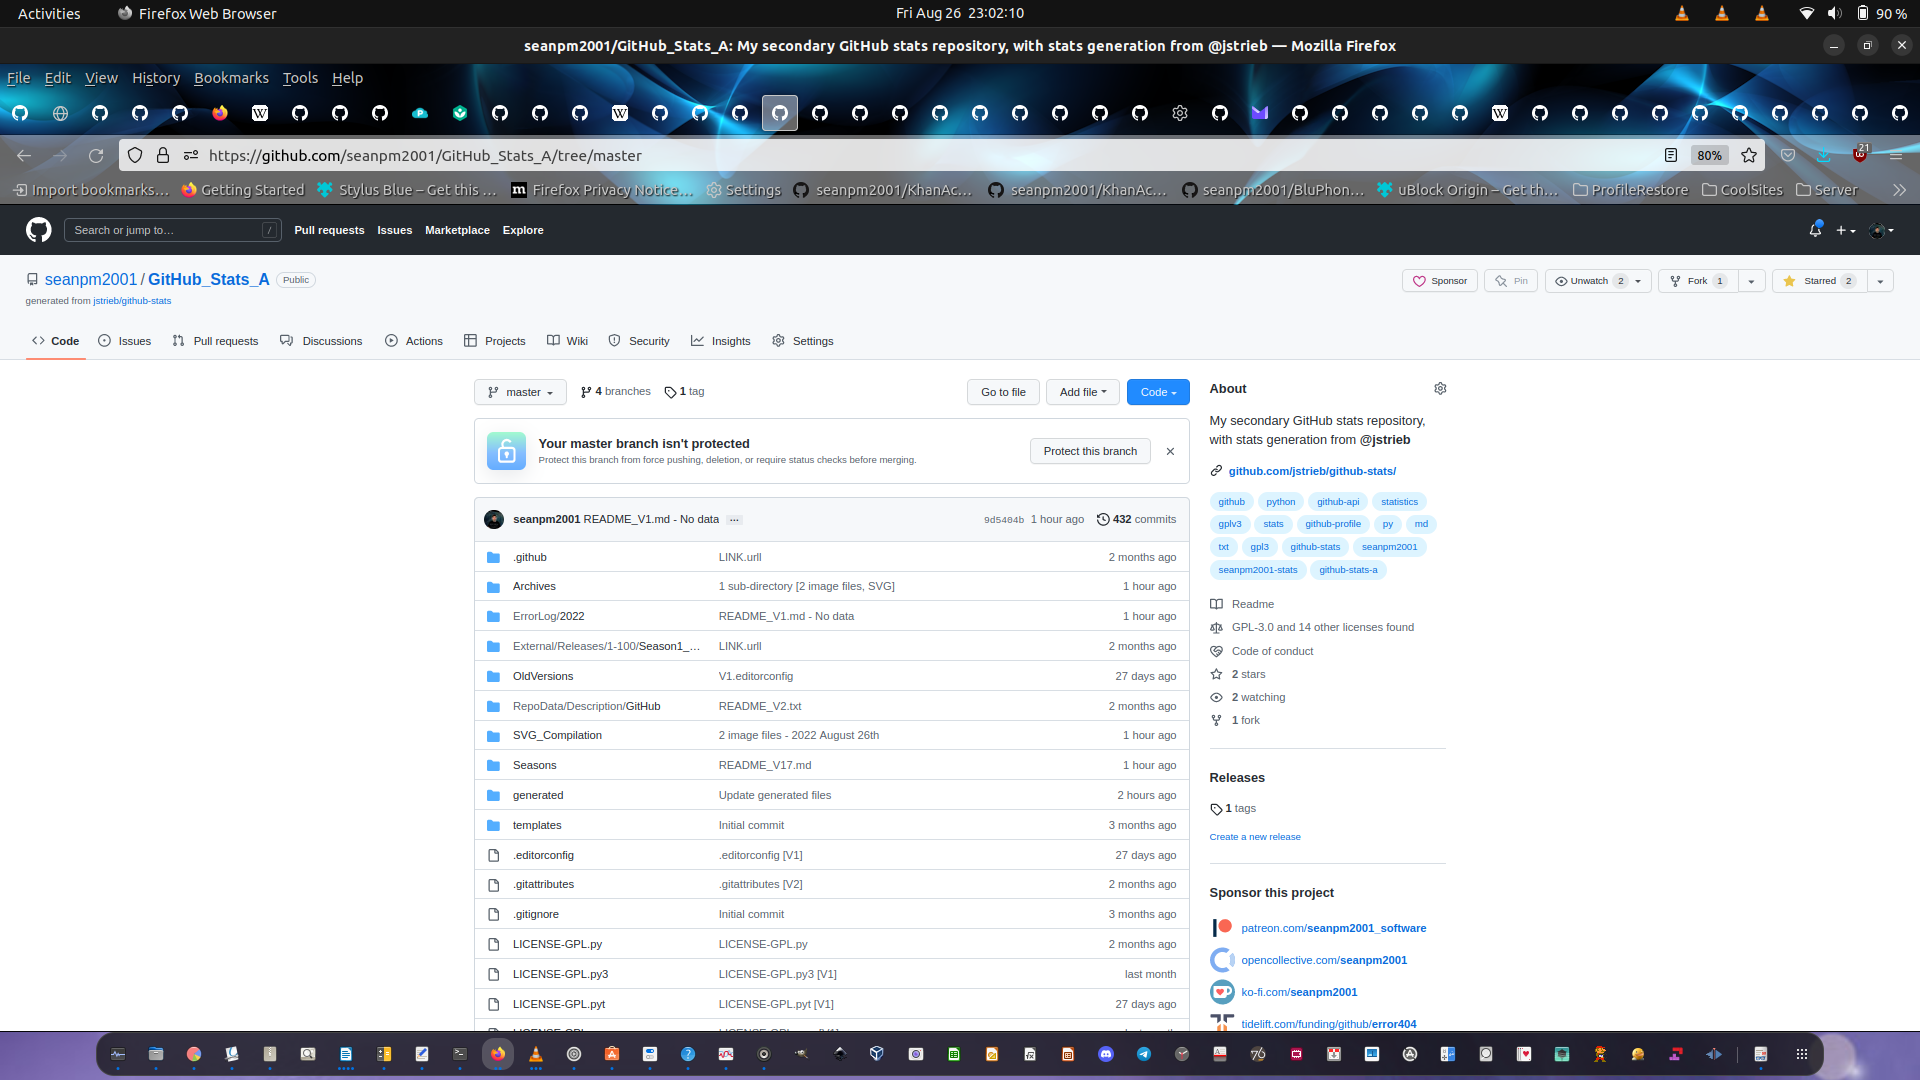 Activities Firefox Web Browser Fri Aug 26 23:02:10 90 %
seanpm2001/GitHub_Stats_A: My secondary GitHub stats repository, with stats generation from @jstrieb — Mozilla Firefox
File Edit View History Bookmarks Tools Help
https://github.com/seanpm2001/GitHub_Stats_A/tree/master 80% 21
Import bookmarks… Getting Started Stylus Blue – Get this … Firefox Privacy Notice… Settings seanpm2001/KhanAc… seanpm2001/KhanAc… seanpm2001/BluPhon… uBlock Origin – Get th… ProfileRestore CoolSites Server
Search or jump to… / Pull requests Issues Marketplace Explore
seanpm2001 / GitHub_Stats_A Public Sponsor Pin Unwatch 2 Fork 1 Starred 2
generated from jstrieb/github-stats
Code Issues Pull requests Discussions Actions Projects Wiki Security Insights Settings
master 4 branches 1 tag Go to file Add file Code
Your master branch isn't protected
Protect this branch from force pushing, deletion, or require status checks before merging.
Protect this branch
seanpm2001 README_V1.md - No data … 9d5404b 1 hour ago 432 commits
.github LINK.urll 2 months ago
Archives 1 sub-directory [2 image files, SVG] 1 hour ago
ErrorLog/2022 README_V1.md - No data 1 hour ago
External/Releases/1-100/Season1_… LINK.urll 2 months ago
OldVersions V1.editorconfig 27 days ago
RepoData/Description/GitHub README_V2.txt 2 months ago
SVG_Compilation 2 image files - 2022 August 26th 1 hour ago
Seasons README_V17.md 1 hour ago
generated Update generated files 2 hours ago
templates Initial commit 3 months ago
.editorconfig .editorconfig [V1] 27 days ago
.gitattributes .gitattributes [V2] 2 months ago
.gitignore Initial commit 3 months ago
LICENSE-GPL.py LICENSE-GPL.py 2 months ago
LICENSE-GPL.py3 LICENSE-GPL.py3 [V1] last month
LICENSE-GPL.pyt LICENSE-GPL.pyt [V1] 27 days ago
About
My secondary GitHub stats repository,
with stats generation from @jstrieb
github.com/jstrieb/github-stats/
github python github-api statistics
gplv3 stats github-profile py md
txt gpl3 github-stats seanpm2001
seanpm2001-stats github-stats-a
Readme
GPL-3.0 and 14 other licenses found
Code of conduct
2 stars
2 watching
1 fork
Releases
1 tags
Create a new release
Sponsor this project
patreon.com/seanpm2001_software
opencollective.com/seanpm2001
ko-fi.com/seanpm2001
tidelift.com/funding/github/error404